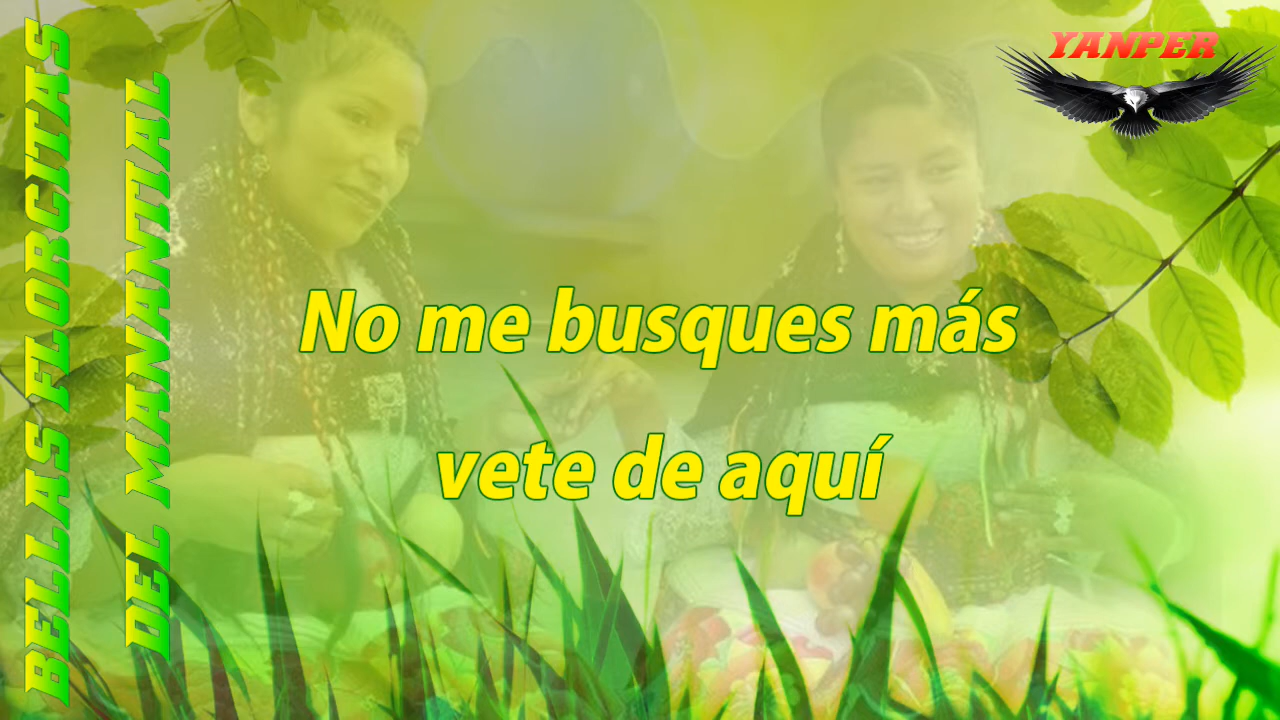 BELLAS FLORCITAS
DEL MANANTIAL
YANPER
No me busques más
vete de aquí